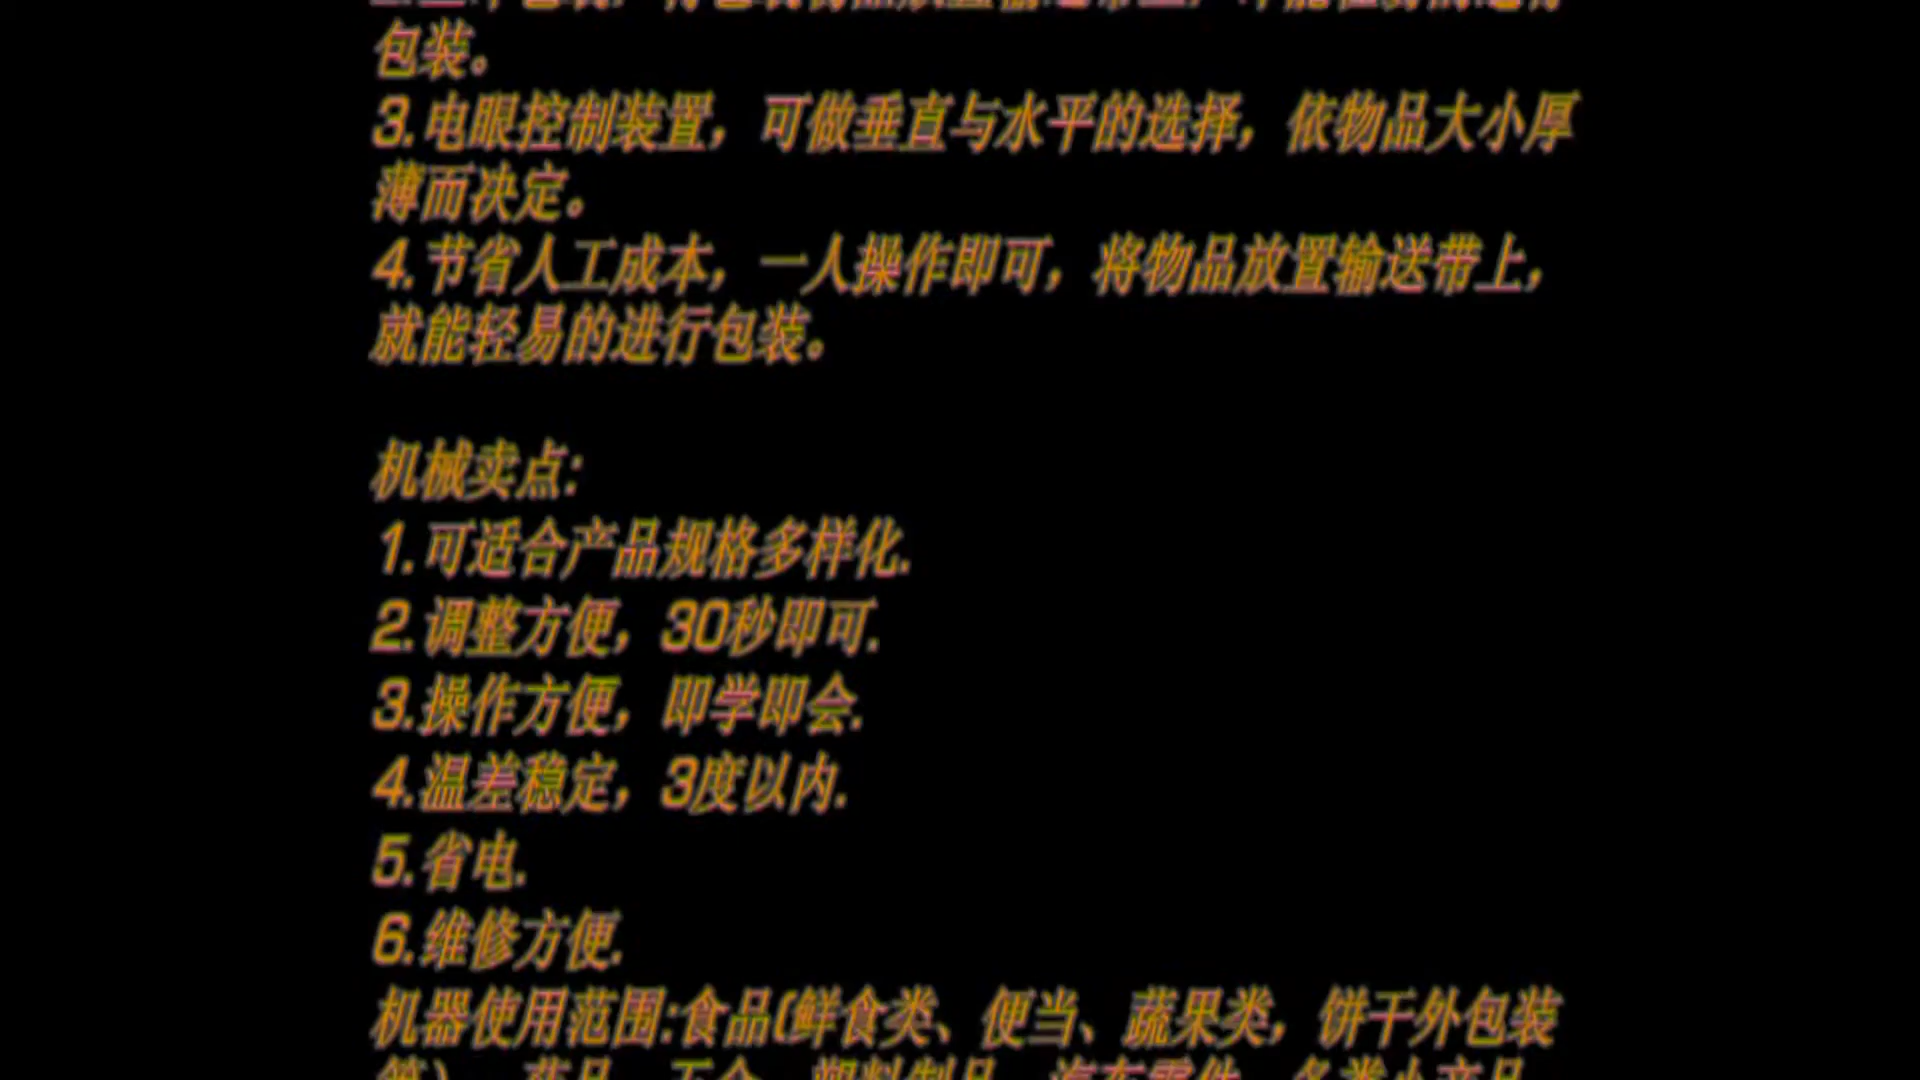 包装。
3.电眼控制装置，可做垂直与水平的选择，依物品大小厚
薄而决定。
4.节省人工成本，一人操作即可，将物品放置输送带上，
就能轻易的进行包装。
机械卖点:
1.可适合产品规格多样化.
2.调整方便，30秒即可.
3.操作方便，即学即会.
4.温差稳定，3度以内.
5.省电.
6.维修方便.
机器使用范围:食品(鲜食类、便当、蔬果类，饼干外包装